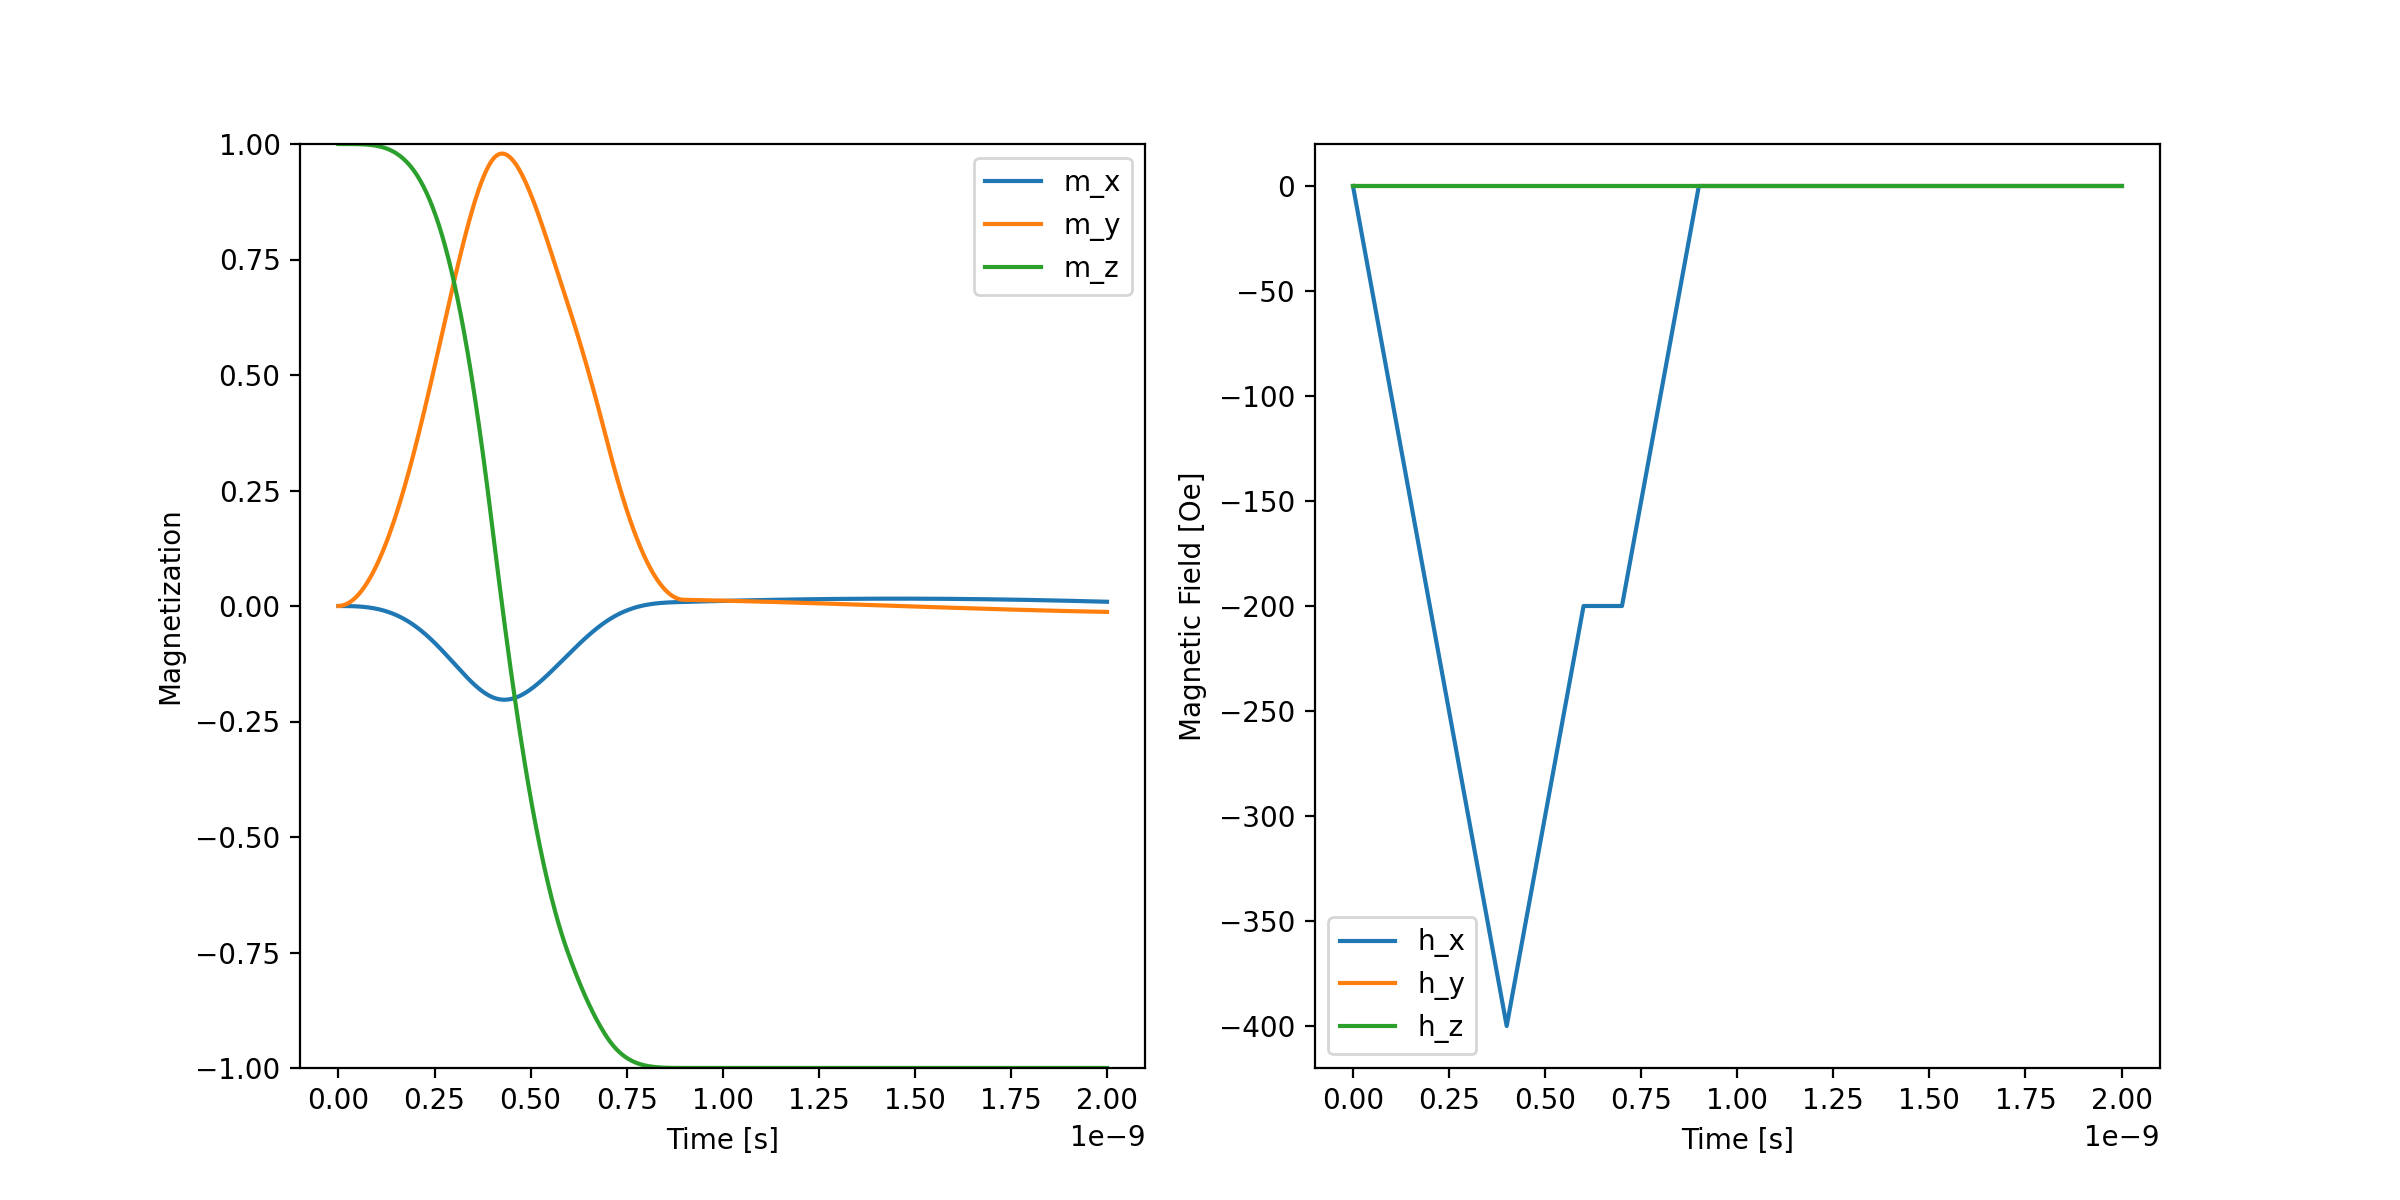 1.00
0.75
0.50
0.25
0.00
−0.25
−0.50
−0.75
−1.00
Magnetization
m_x
m_y
m_z
0.00 0.25 0.50 0.75 1.00 1.25 1.50 1.75 2.00
Time [s]
1e−9
0
−50
−100
−150
−200
−250
−300
−350
−400
Magnetic Field [Oe]
h_x
h_y
h_z
0.00 0.25 0.50 0.75 1.00 1.25 1.50 1.75 2.00
Time [s]
1e−9